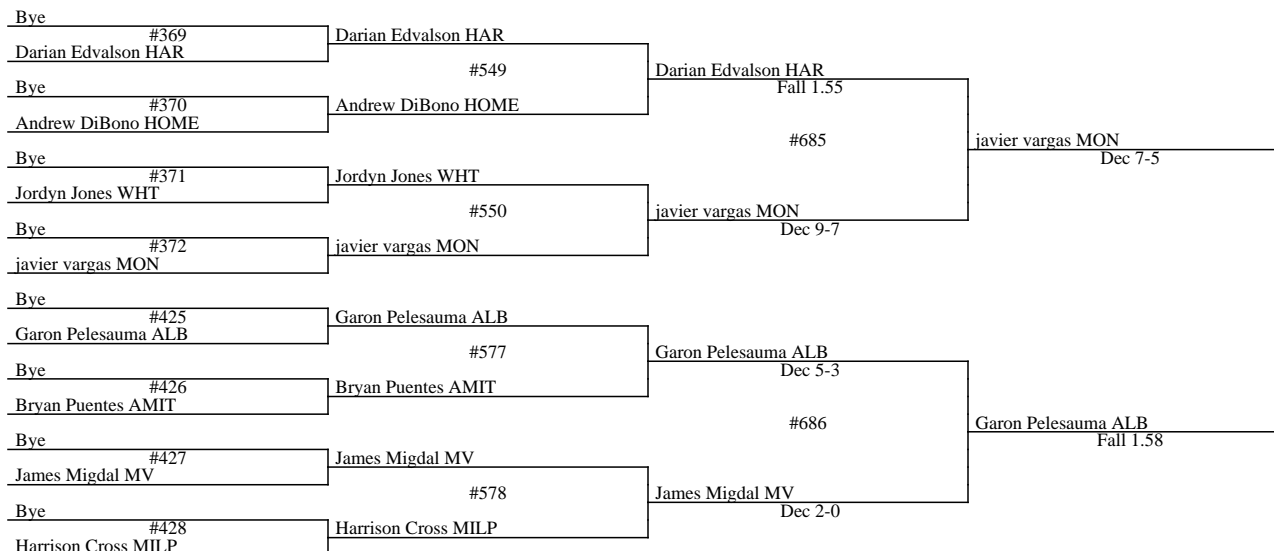 Bye
#369
Darian Edvalson HAR
Darian Edvalson HAR
#549
Darian Edvalson HAR
Fall 1.55
Bye
#370
Andrew DiBono HOME
Andrew DiBono HOME
#685
javier vargas MON
Dec 7-5
Bye
#371
Jordyn Jones WHT
Jordyn Jones WHT
#550
javier vargas MON
Dec 9-7
Bye
#372
javier vargas MON
javier vargas MON
Bye
#425
Garon Pelesauma ALB
Garon Pelesauma ALB
#577
Garon Pelesauma ALB
Dec 5-3
Bye
#426
Bryan Puentes AMIT
Bryan Puentes AMIT
#686
Garon Pelesauma ALB
Fall 1.58
Bye
#427
James Migdal MV
James Migdal MV
#578
James Migdal MV
Dec 2-0
Bye
#428
Harrison Cross MILP
Harrison Cross MILP